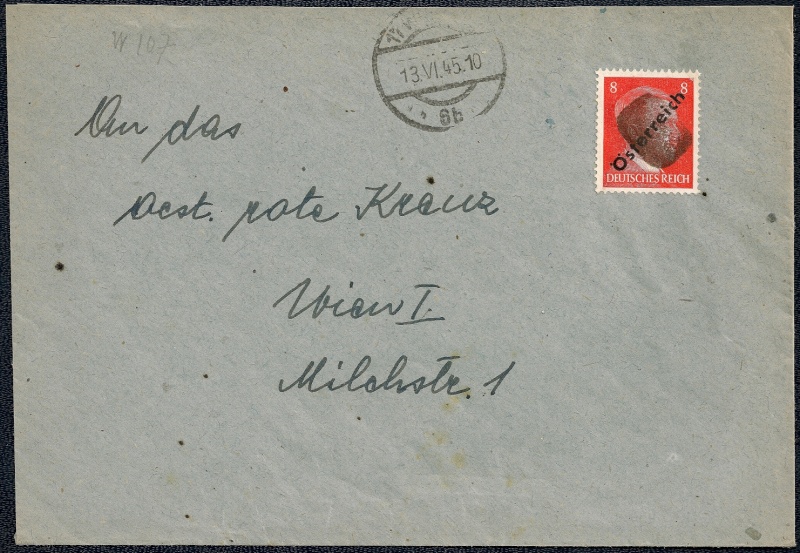 W 107
13.VI.45.10
6b
8 8
Österreich
DEUTSCHES REICH
An das
oest. rote Kreuz
Wien I.
Milchstr. 1